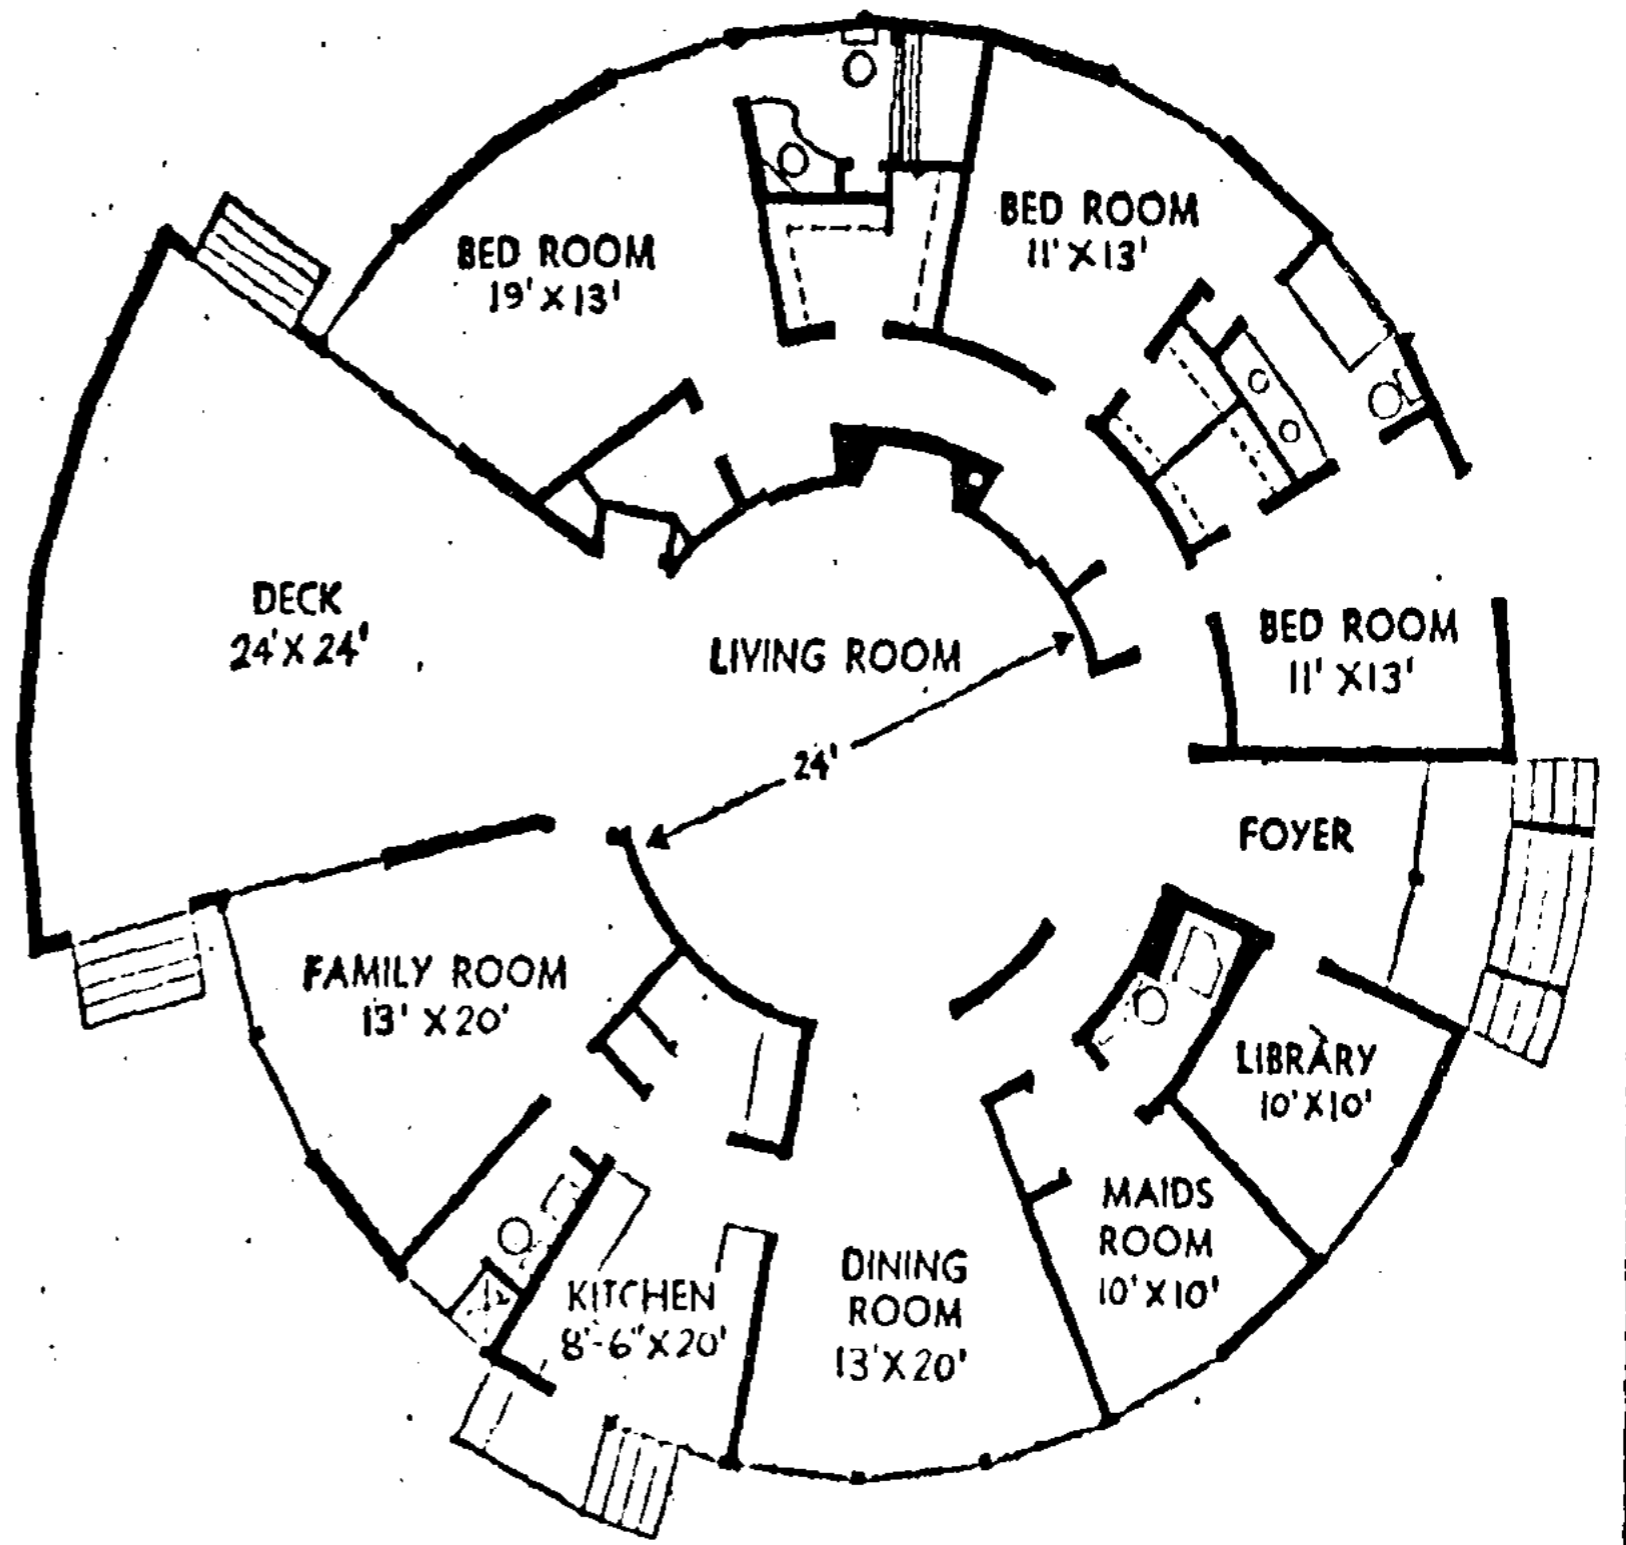 BED ROOM
19' X 13'
BED ROOM
11' X 13'
DECK
24' X 24'
LIVING ROOM
24'
BED ROOM
11' X 13'
FOYER
FAMILY ROOM
13' X 20'
LIBRARY
10' X 10'
MAIDS
ROOM
10' X 10'
KITCHEN
8'-6" X 20'
DINING
ROOM
13' X 20'